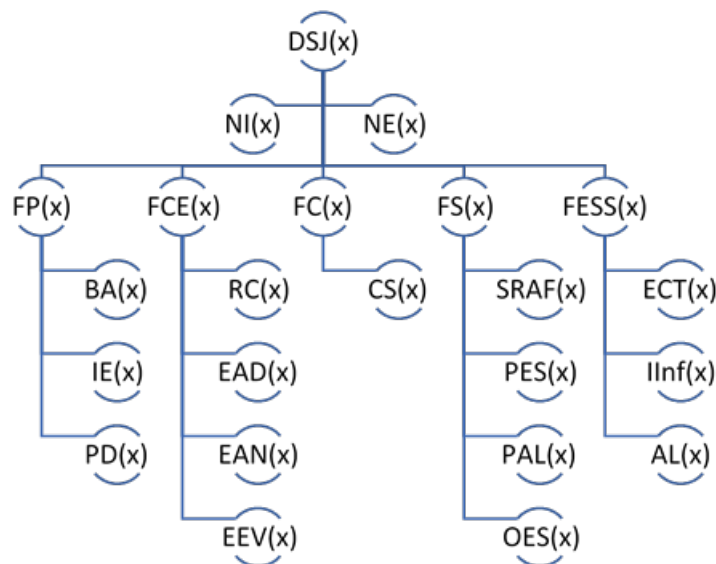 DSJ(x)
NI(x) NE(x)
FP(x) FCE(x) FC(x) FS(x) FESS(x)
BA(x) RC(x) CS(x) SRAF(x) ECT(x)
IE(x) EAD(x) PES(x) IInf(x)
PD(x) EAN(x) PAL(x) AL(x)
EEV(x) OES(x)